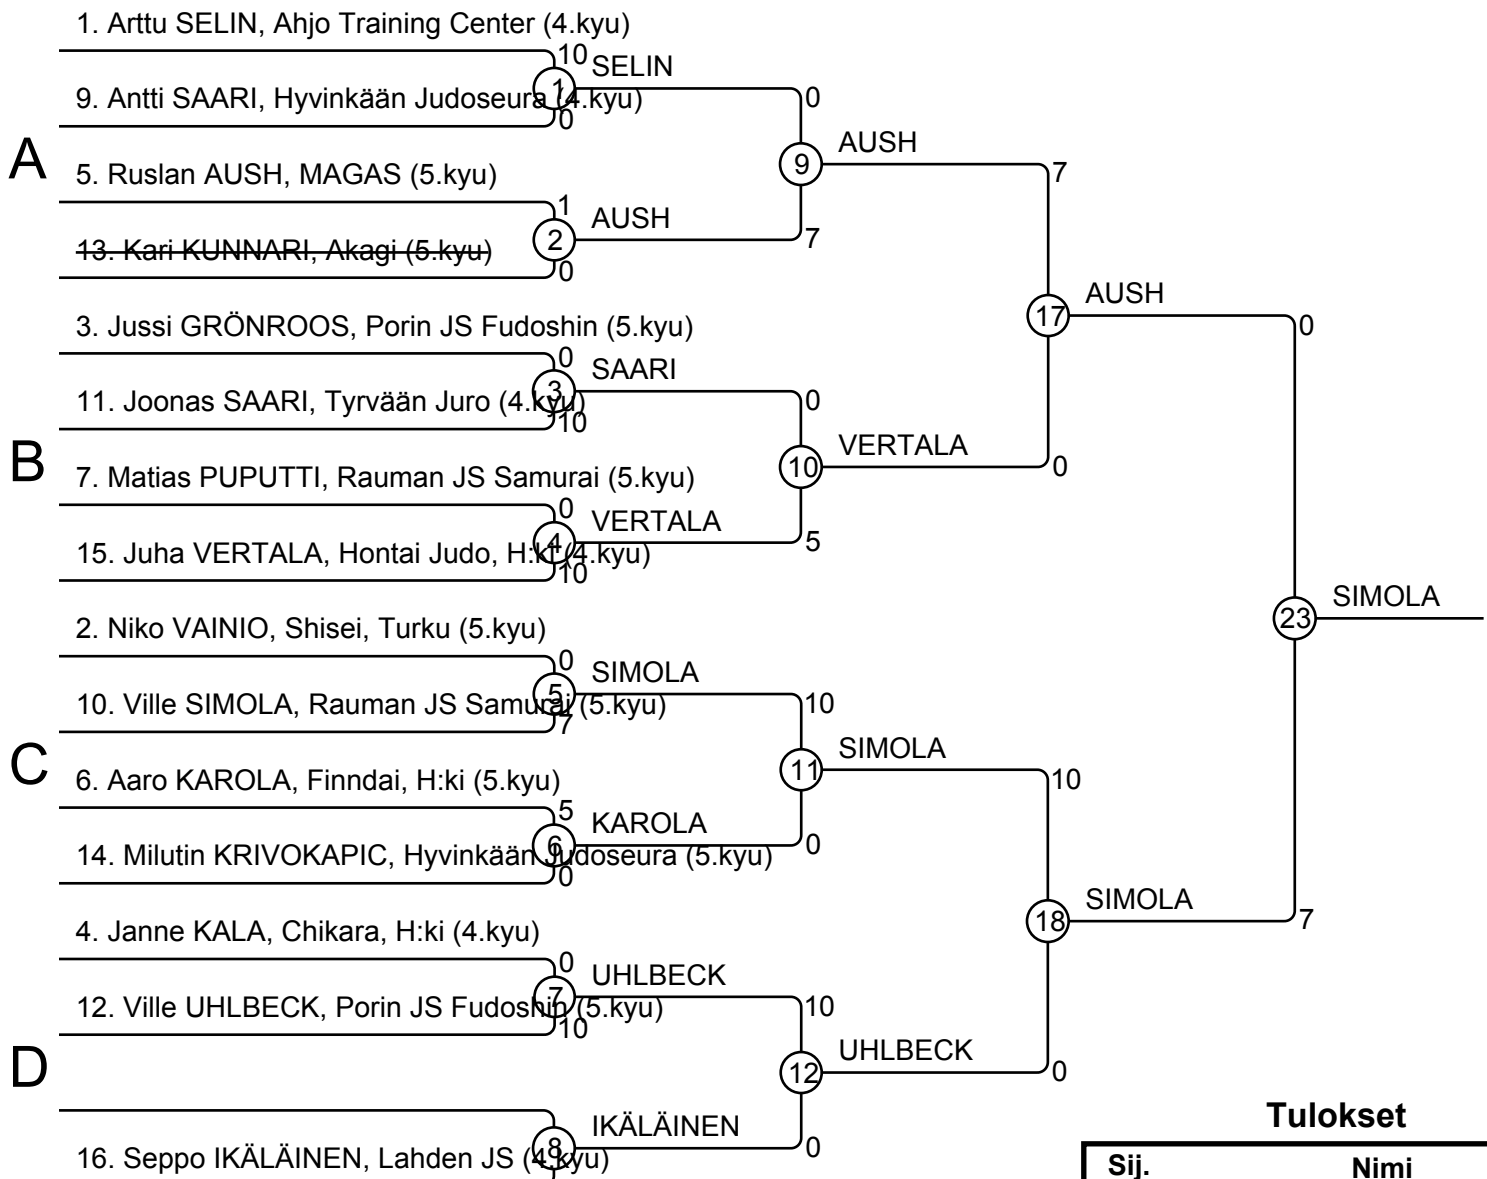 1. Arttu SELIN, Ahjo Training Center (4.kyu)
10
SELIN
1
9. Antti SAARI, Hyvinkään Judoseura (4.kyu)
0
0
A
9
AUSH
5. Ruslan AUSH, MAGAS (5.kyu)
7
1
AUSH
2
13. Kari KUNNARI, Akagi (5.kyu)
7
0
17
AUSH
3. Jussi GRÖNROOS, Porin JS Fudoshin (5.kyu)
0
0
SAARI
3
11. Joonas SAARI, Tyrvään Juro (4.kyu)
0
10
B
10
VERTALA
7. Matias PUPUTTI, Rauman JS Samurai (5.kyu)
0
0
VERTALA
4
15. Juha VERTALA, Hontai Judo, H:ki (4.kyu)
5
10
23
SIMOLA
2. Niko VAINIO, Shisei, Turku (5.kyu)
0
SIMOLA
5
10. Ville SIMOLA, Rauman JS Samurai (5.kyu)
10
7
C
11
SIMOLA
6. Aaro KAROLA, Finndai, H:ki (5.kyu)
10
5
KAROLA
6
14. Milutin KRIVOKAPIC, Hyvinkään Judoseura (5.kyu)
0
0
18
SIMOLA
4. Janne KALA, Chikara, H:ki (4.kyu)
7
0
UHLBECK
7
12. Ville UHLBECK, Porin JS Fudoshin (5.kyu)
10
10
D
12
UHLBECK
0
IKÄLÄINEN
8
16. Seppo IKÄLÄINEN, Lahden JS (4.kyu)
0
Tulokset
Sij. Nimi